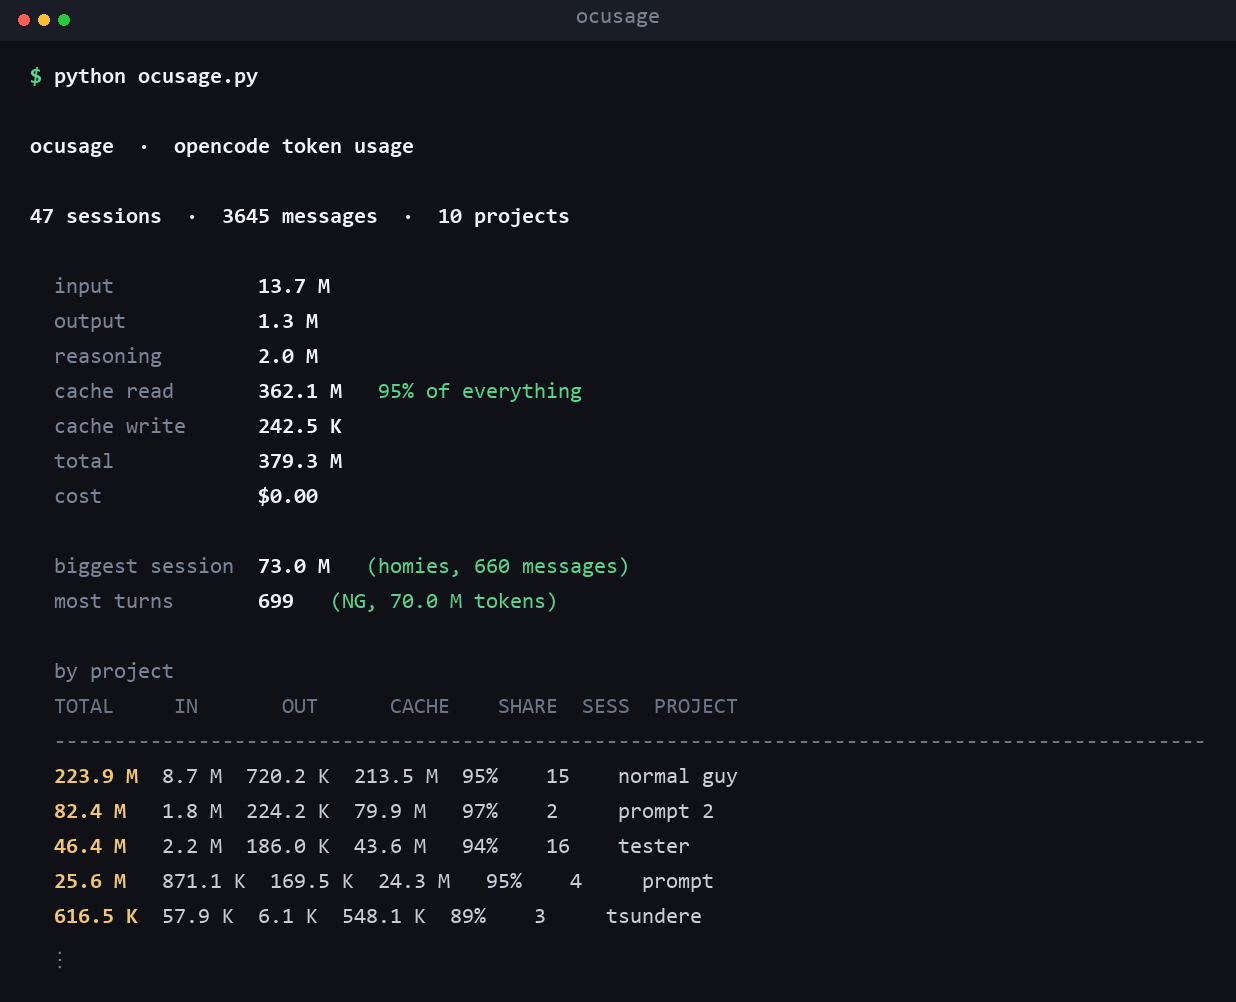 ocusage
$ python ocusage.py
ocusage · opencode token usage
47 sessions · 3645 messages · 10 projects
input 13.7 M
output 1.3 M
reasoning 2.0 M
cache read 362.1 M 95% of everything
cache write 242.5 K
total 379.3 M
cost $0.00
biggest session 73.0 M (homies, 660 messages)
most turns 699 (NG, 70.0 M tokens)
by project
TOTAL IN OUT CACHE SHARE SESS PROJECT
------------------------------------------------------------------------------------------------
223.9 M 8.7 M 720.2 K 213.5 M 95% 15 normal guy
82.4 M 1.8 M 224.2 K 79.9 M 97% 2 prompt 2
46.4 M 2.2 M 186.0 K 43.6 M 94% 16 tester
25.6 M 871.1 K 169.5 K 24.3 M 95% 4 prompt
616.5 K 57.9 K 6.1 K 548.1 K 89% 3 tsundere
⋮